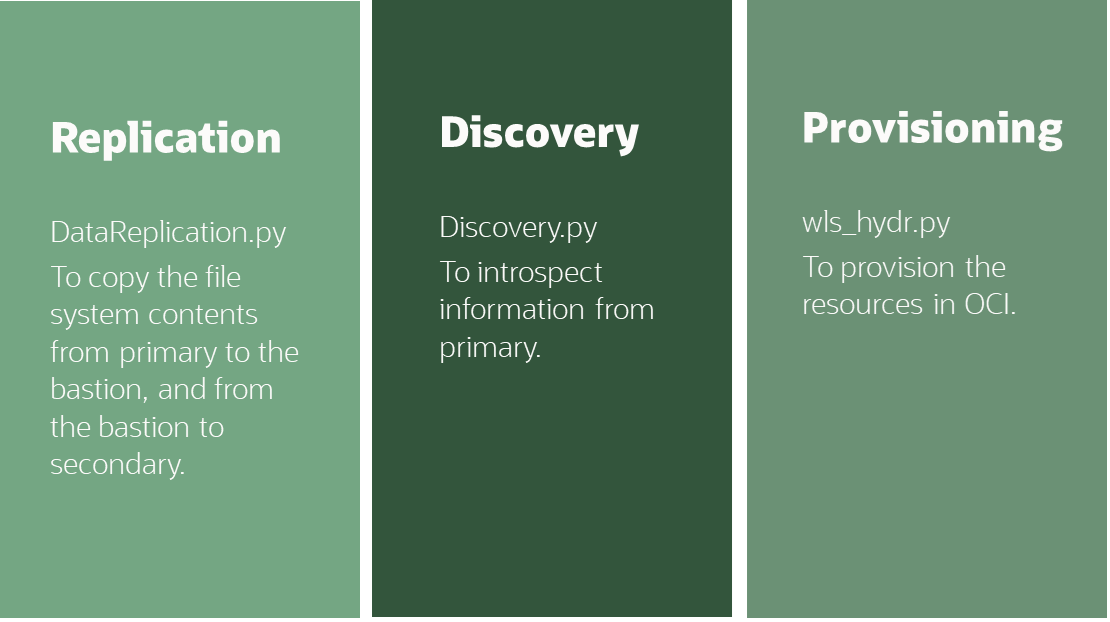 Replication
DataReplication.py
To copy the file
system contents
from primary to the
bastion, and from
the bastion to
secondary.
Discovery
Discovery.py
To introspect
information from
primary.
Provisioning
wls_hydr.py
To provision the
resources in OCI.